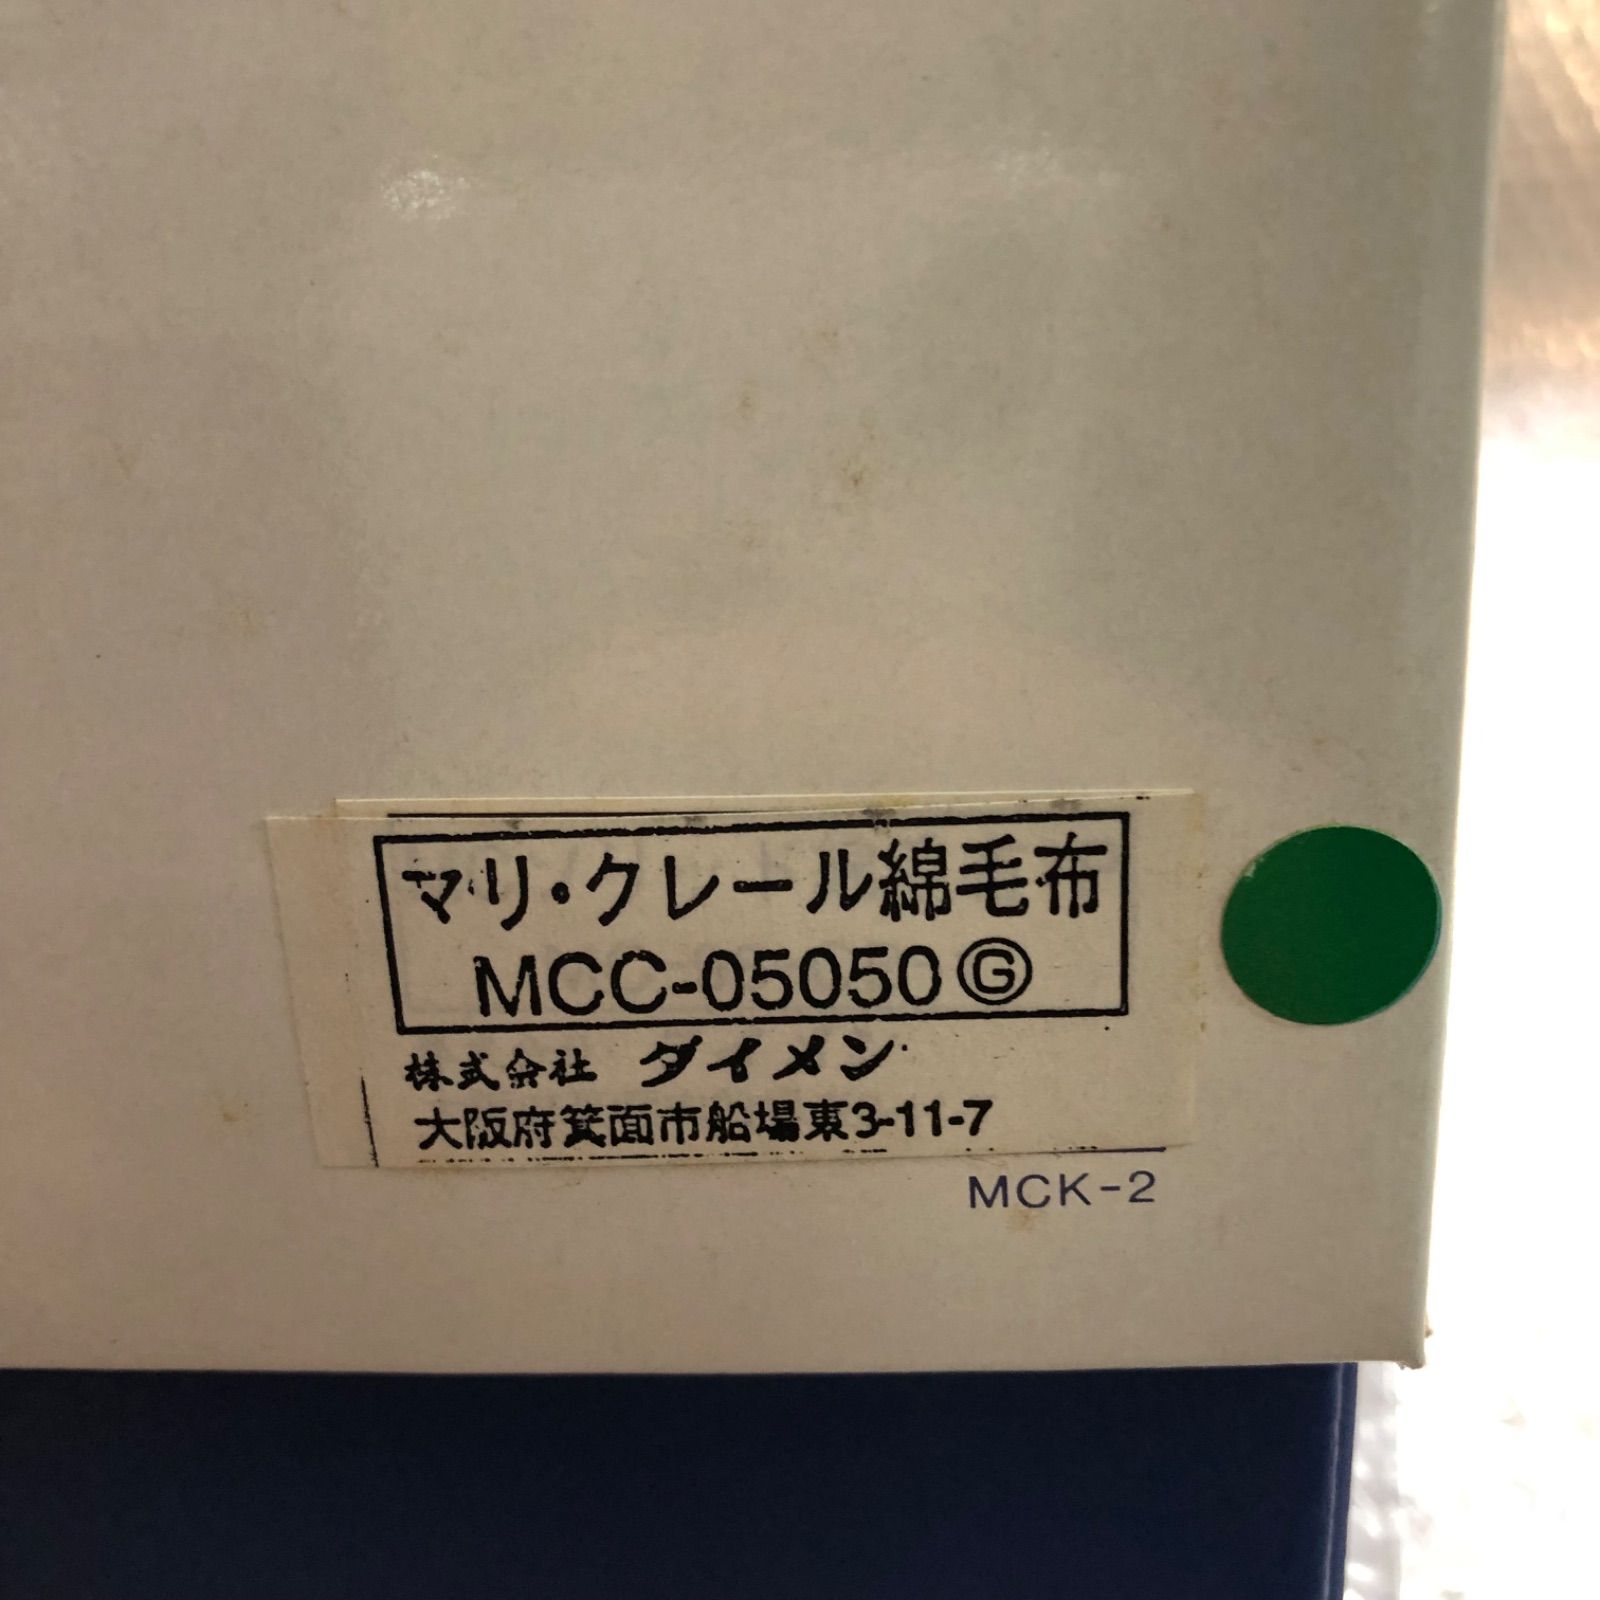 マリ・クレール綿毛布
MCC-05050Ⓖ
株式会社 ダイメン
大阪府箕面市船場東3-11-7
MCK-2